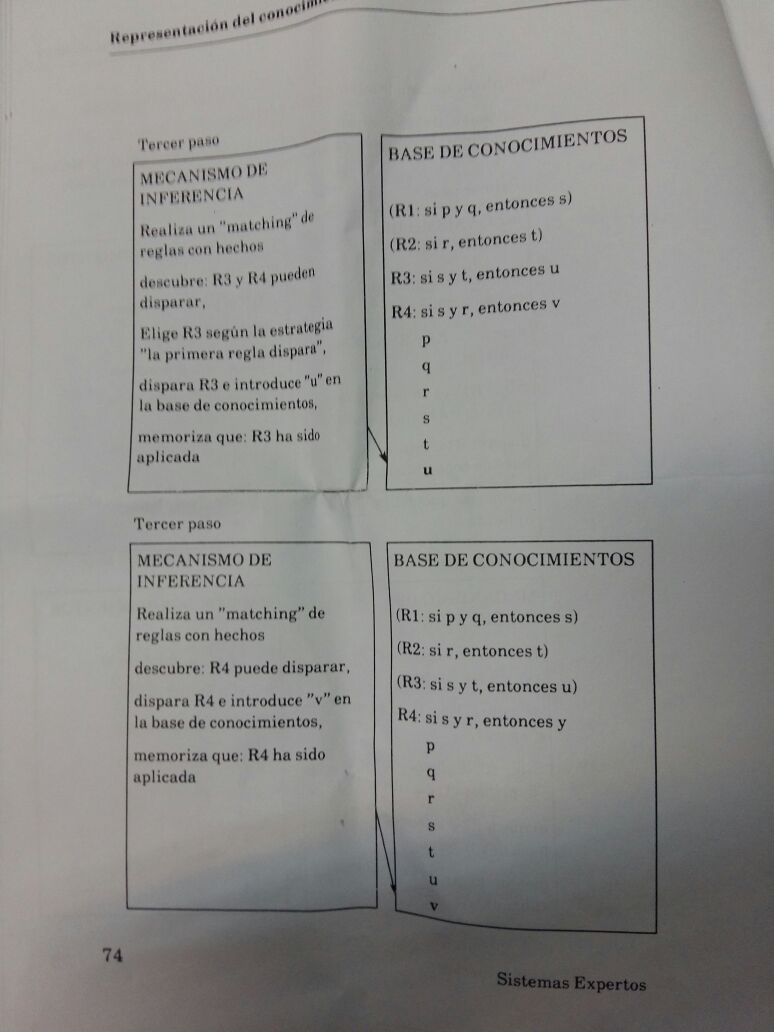 Representación del
Tercer paso
MECANISMO DE
INFERENCIA
Realiza un "matching" de
reglas con hechos
descubre: R3 y R4 pueden
disparar,
Elige R3 según la estrategia
"la primera regla dispara",
dispara R3 e introduce "u" en
la base de conocimientos,
memoriza que: R3 ha sido
aplicada
BASE DE CONOCIMIENTOS
(R1: si p y q, entonces s)
(R2: si r, entonces t)
R3: si s y t, entonces u
R4: si s y r, entonces v
p
q
r
s
t
u
Tercer paso
MECANISMO DE
INFERENCIA
Realiza un "matching" de
reglas con hechos
descubre: R4 puede disparar,
dispara R4 e introduce "v" en
la base de conocimientos,
memoriza que: R4 ha sido
aplicada
BASE DE CONOCIMIENTOS
(R1: si p y q, entonces s)
(R2: si r, entonces t)
(R3: si s y t, entonces u)
R4: si s y r, entonces y
p
q
r
s
t
u
v
74
Sistemas Expertos